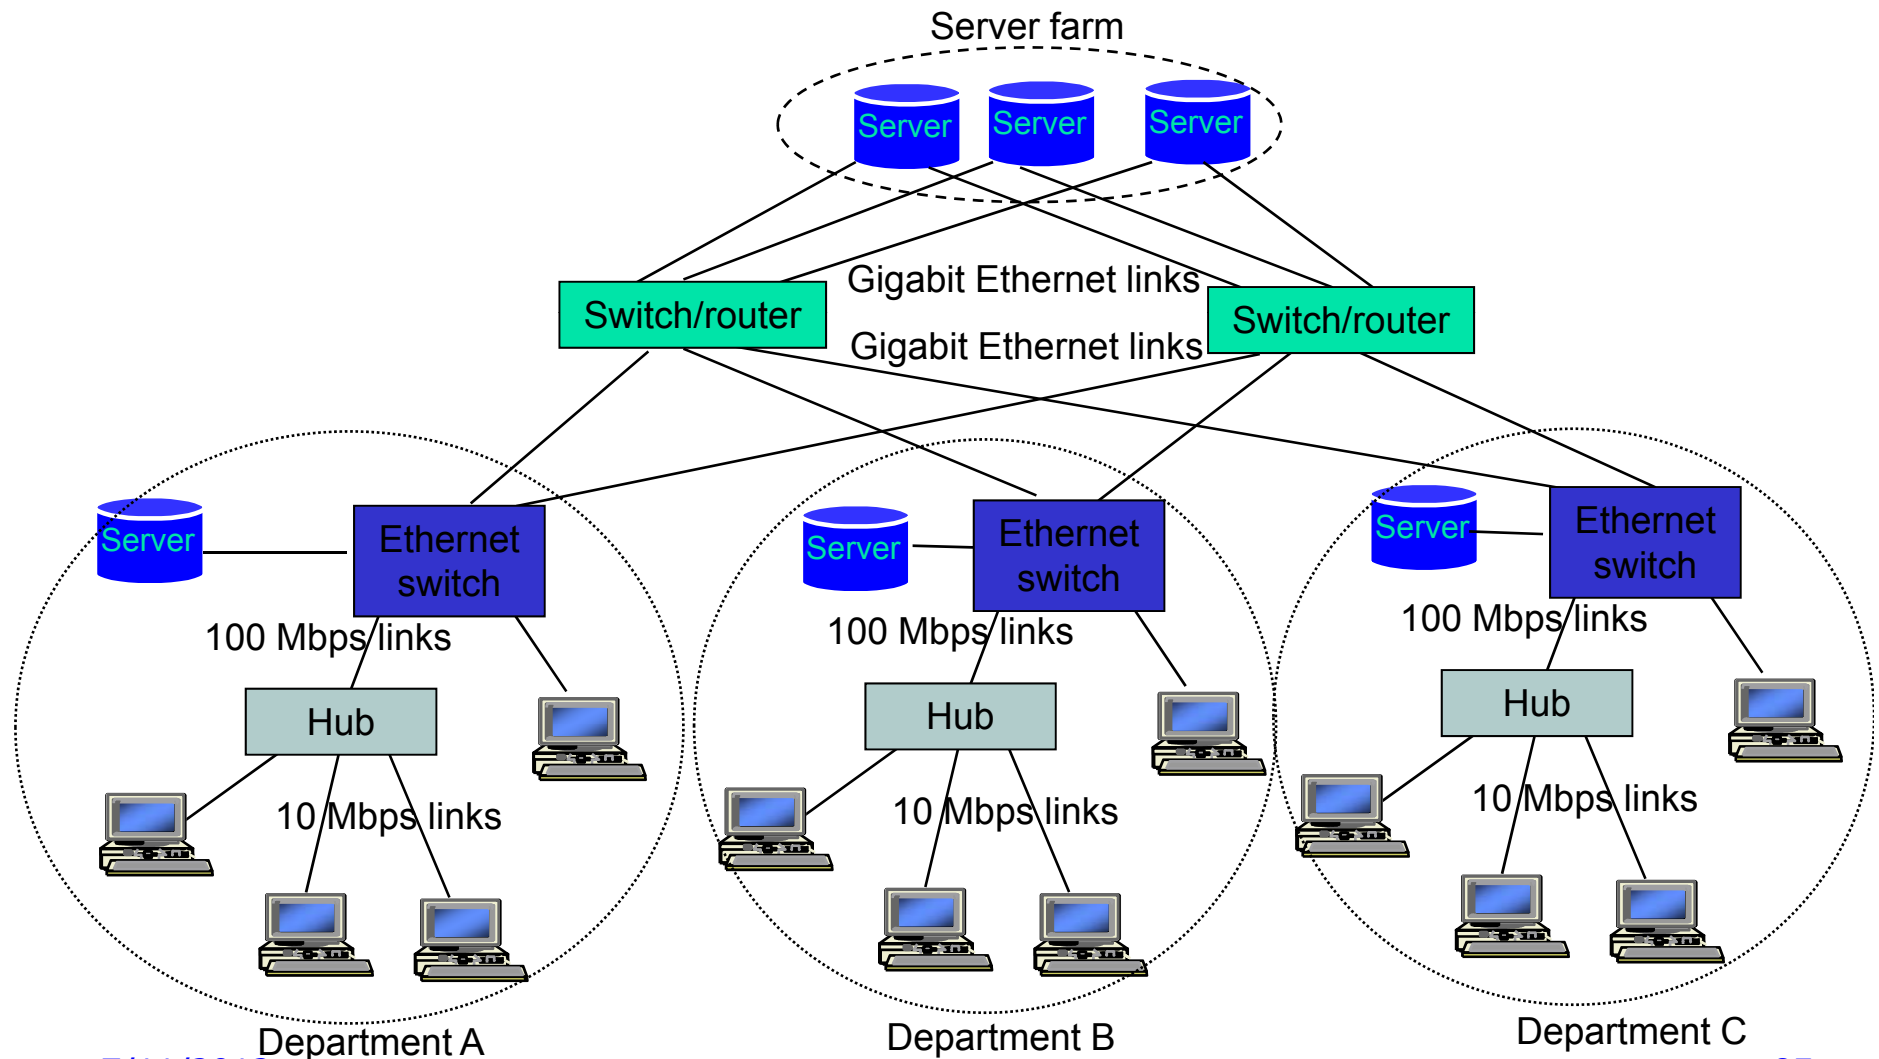 Server farm
Server
Server
Server
Gigabit Ethernet links
Switch/router
Switch/router
Gigabit Ethernet links
Server
Ethernet
switch
Server
Ethernet
switch
Server
Ethernet
switch
100 Mbps links
100 Mbps links
100 Mbps links
Hub
Hub
Hub
10 Mbps links
10 Mbps links
10 Mbps links
Department A
Department B
Department C